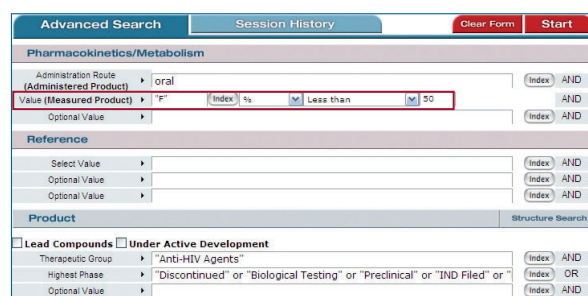 Advanced Search Session History Clear Form Start
Pharmacokinetics/Metabolism
Administration Route
(Administered Product) oral Index AND
Value (Measured Product) "F" Index % Less than 50 AND
Optional Value Index AND
Reference
Select Value Index AND
Optional Value Index AND
Optional Value Index AND
Product Structure Search
Lead Compounds Under Active Development
Therapeutic Group "Anti-HIV Agents" Index AND
Highest Phase "Discontinued" or "Biological Testing" or "Preclinical" or "IND Filed" or " Index OR
Optional Value Index AND